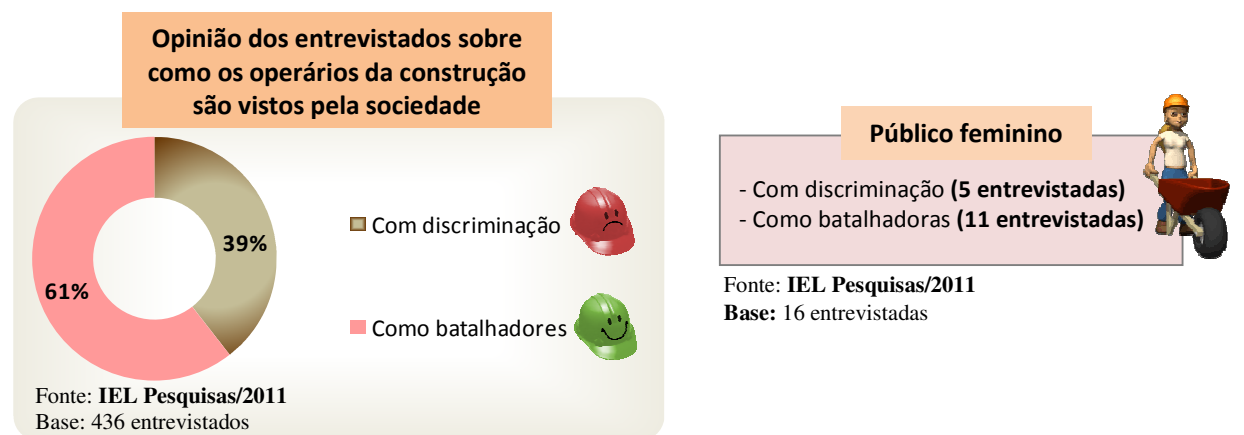 Opinião dos entrevistados sobre
como os operários da construção
são vistos pela sociedade
39%
61%
Com discriminação
Como batalhadores
Fonte: IEL Pesquisas/2011
Base: 436 entrevistados
Público feminino
- Com discriminação (5 entrevistadas)
- Como batalhadoras (11 entrevistadas)
Fonte: IEL Pesquisas/2011
Base: 16 entrevistadas